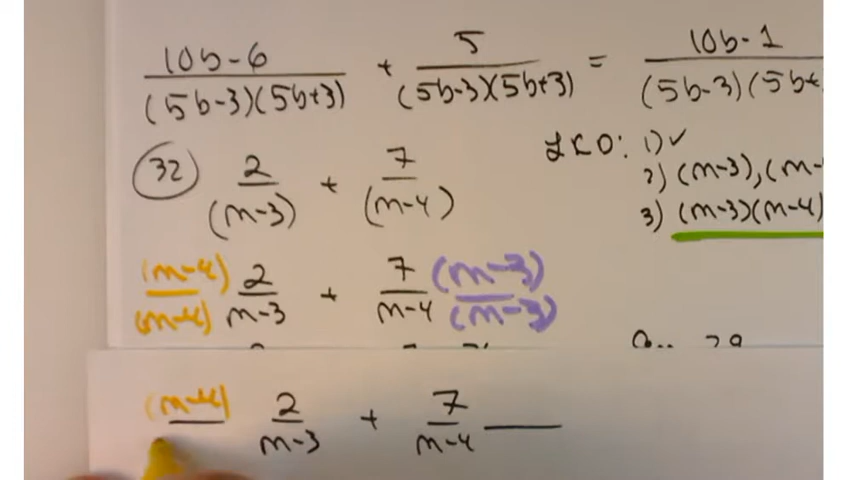 10b-6 + 5 = 10b-1
(5b-3)(5b+3) (5b-3)(5b+3) (5b-3)(5b+
LCD: 1)✓
32 2 + 7
(m-3) (m-4)
2) (m-3), (m-
3) (m-3)(m-4)
(m-4) 2 + 7 (m-3)
(m-4) m-3 m-4 (m-3)
(m-4) 2 + 7
m-3 m-4